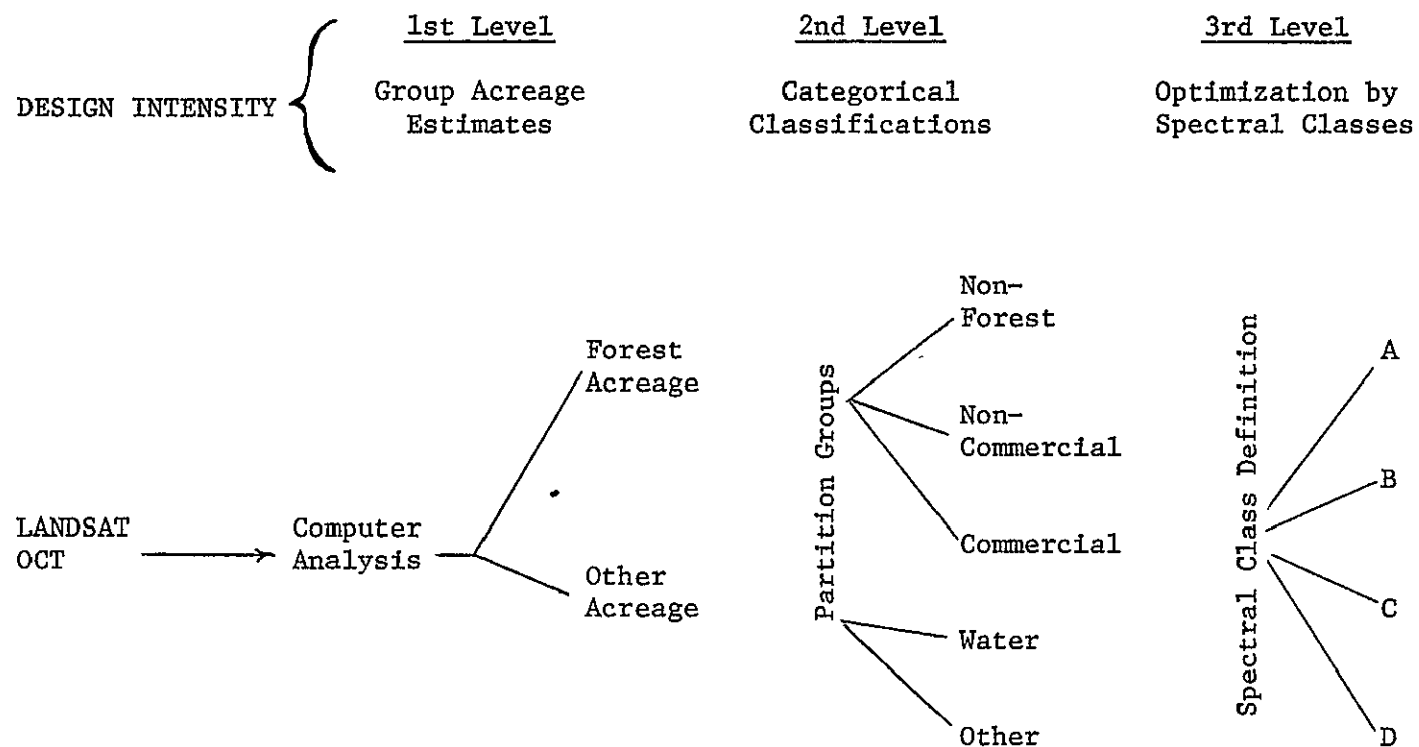 1st Level
2nd Level
3rd Level
DESIGN INTENSITY
Group Acreage
Estimates
Categorical
Classifications
Optimization by
Spectral Classes
LANDSAT
OCT
Computer
Analysis
Forest
Acreage
Other
Acreage
Partition Groups
Non-
Forest
Non-
Commercial
Commercial
Water
Other
Spectral Class Definition
A
B
C
D